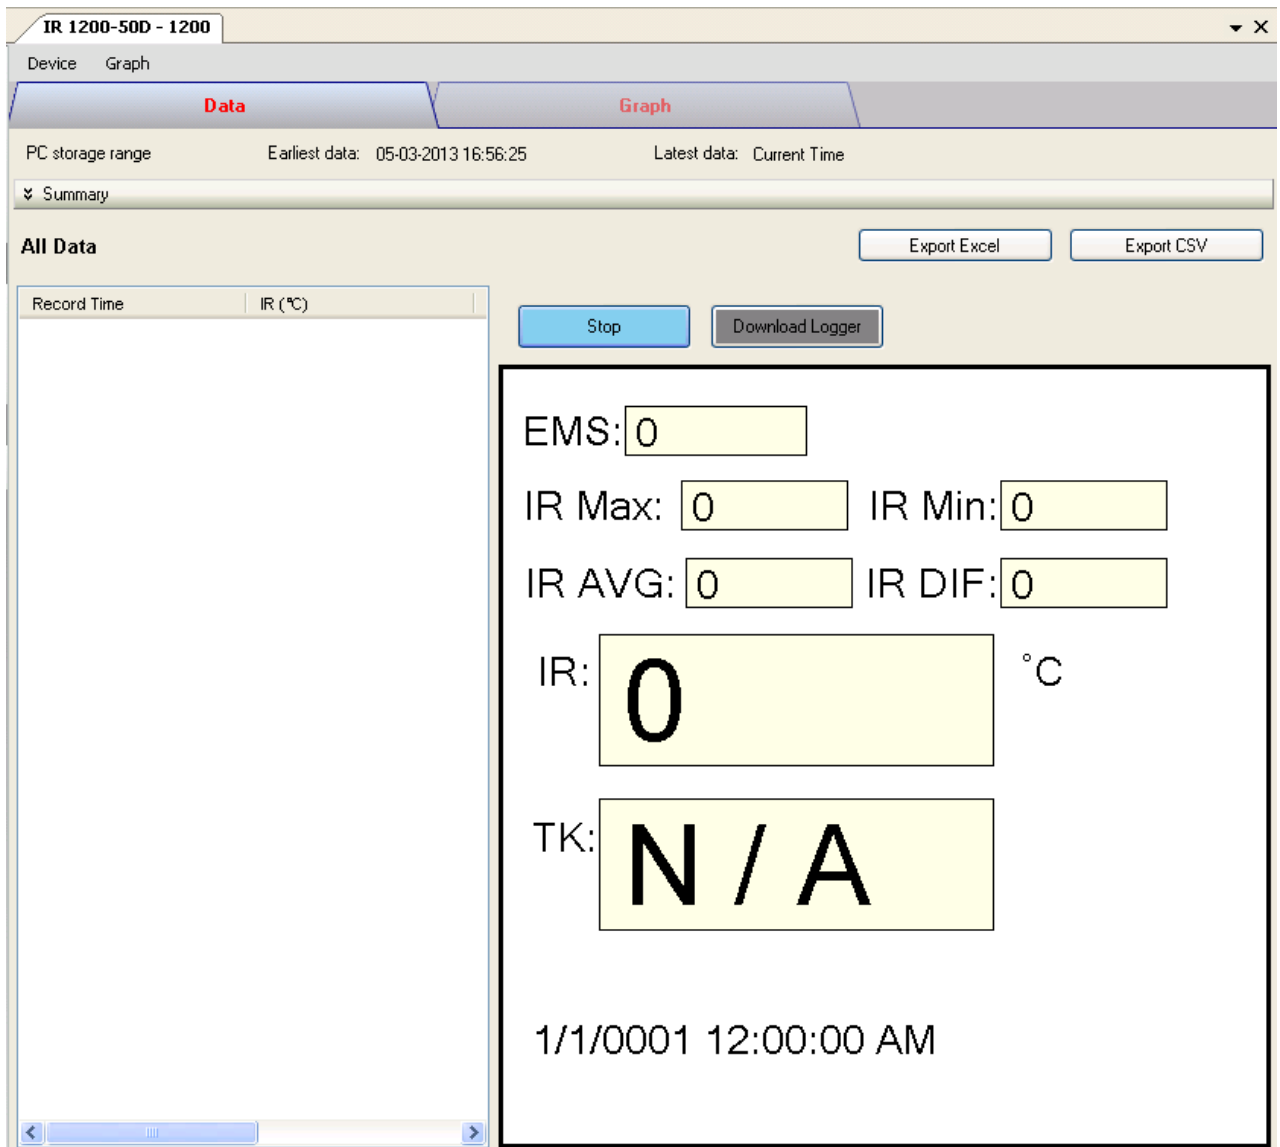 IR 1200-50D - 1200
Device Graph
Data Graph
PC storage range Earliest data: 05-03-2013 16:56:25 Latest data: Current Time
Summary
All Data Export Excel Export CSV
Record Time IR (℃)
Stop Download Logger
EMS: 0
IR Max: 0 IR Min: 0
IR AVG: 0 IR DIF: 0
IR: 0 °C
TK: N / A
1/1/0001 12:00:00 AM